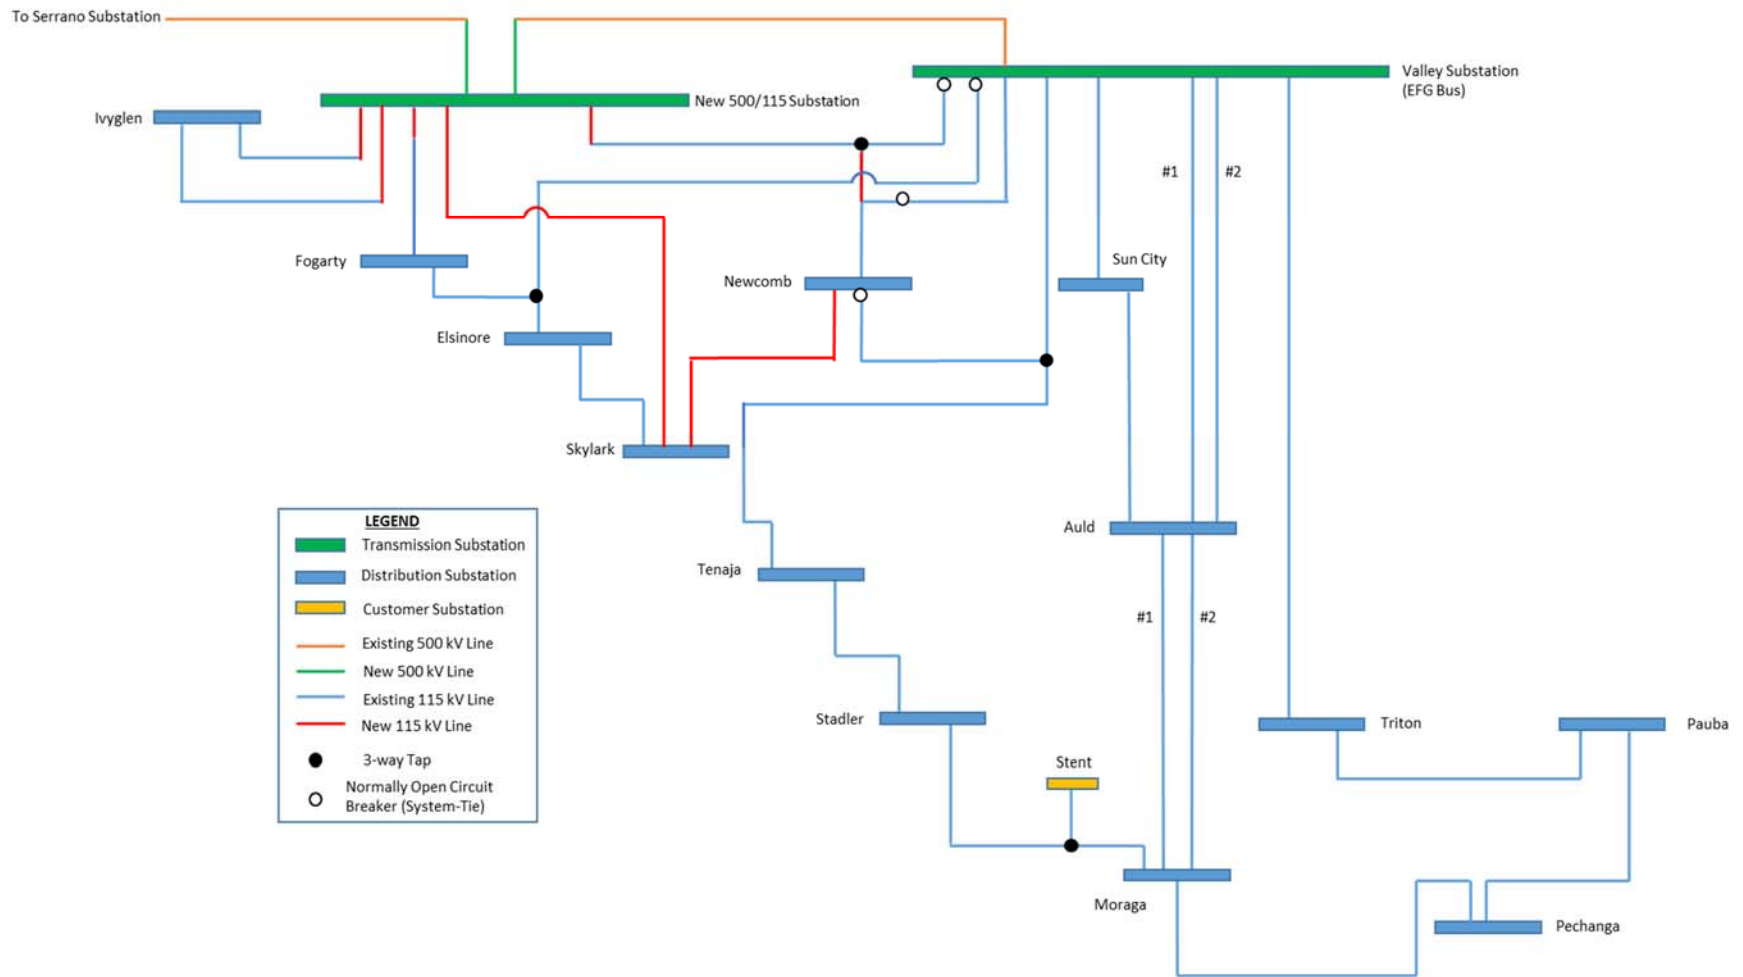 To Serrano Substation
Valley Substation
(EFG Bus)
New 500/115 Substation
Ivyglen
#1
#2
Fogarty
Sun City
Newcomb
Elsinore
Skylark
LEGEND
Transmission Substation
Distribution Substation
Customer Substation
Existing 500 kV Line
New 500 kV Line
Existing 115 kV Line
New 115 kV Line
3-way Tap
Normally Open Circuit
Breaker (System-Tie)
Auld
Tenaja
#1
#2
Stadler
Triton
Pauba
Stent
Moraga
Pechanga